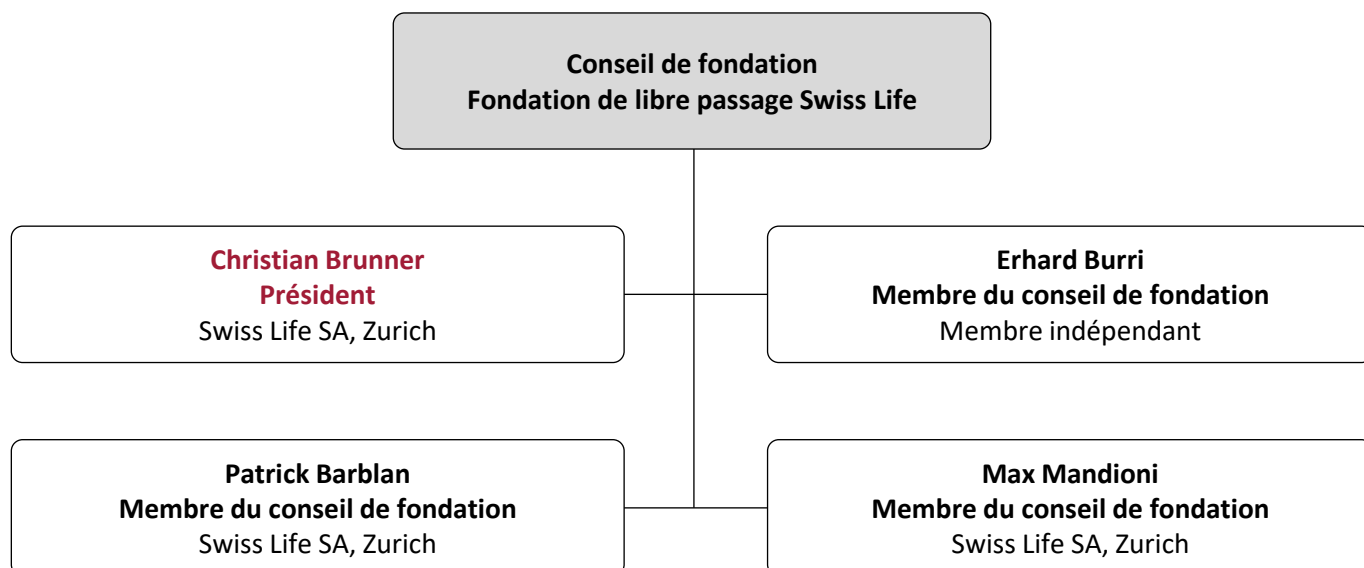 Conseil de fondation
Fondation de libre passage Swiss Life
Christian Brunner
Président
Swiss Life SA, Zurich
Erhard Burri
Membre du conseil de fondation
Membre indépendant
Patrick Barblan
Membre du conseil de fondation
Swiss Life SA, Zurich
Max Mandioni
Membre du conseil de fondation
Swiss Life SA, Zurich